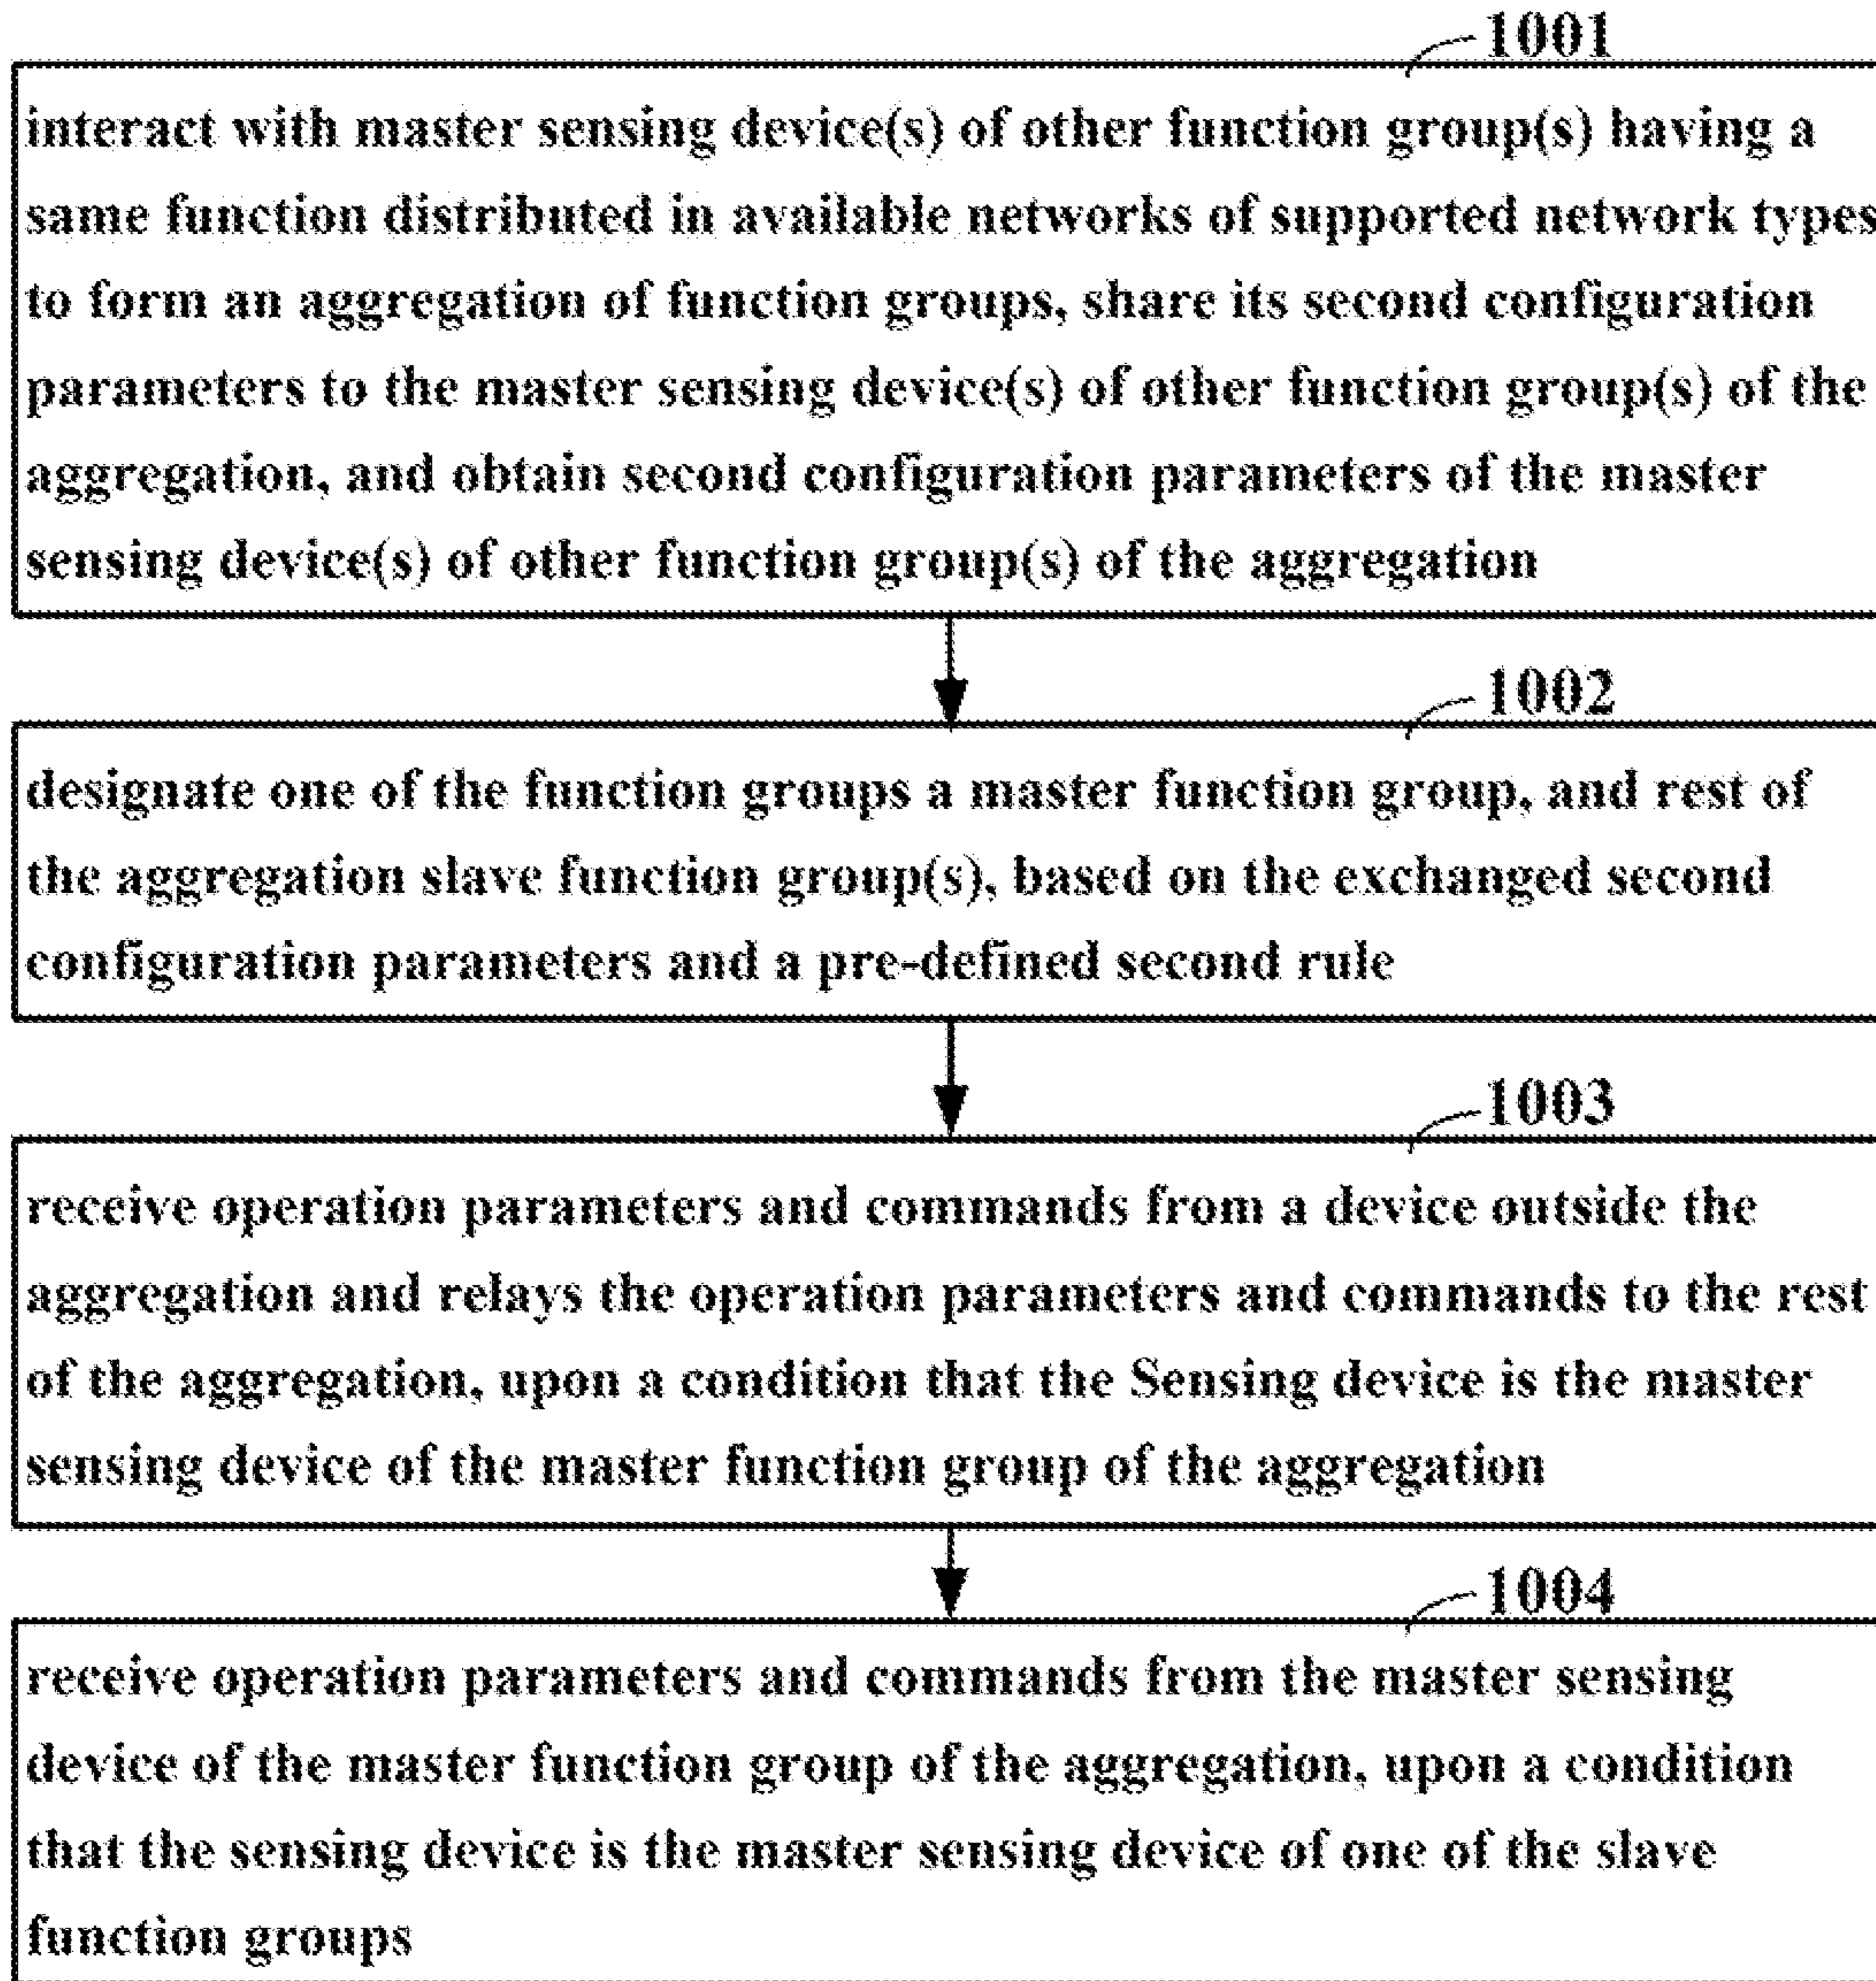 1001
interact with master sensing device(s) of other function group(s) having a
same function distributed in available networks of supported network types
to form an aggregation of function groups, share its second configuration
parameters to the master sensing device(s) of other function group(s) of the
aggregation, and obtain second configuration parameters of the master
sensing device(s) of other function group(s) of the aggregation
1002
designate one of the function groups a master function group, and rest of
the aggregation slave function group(s), based on the exchanged second
configuration parameters and a pre-defined second rule
1003
receive operation parameters and commands from a device outside the
aggregation and relays the operation parameters and commands to the rest
of the aggregation, upon a condition that the Sensing device is the master
sensing device of the master function group of the aggregation
1004
receive operation parameters and commands from the master sensing
device of the master function group of the aggregation, upon a condition
that the sensing device is the master sensing device of one of the slave
function groups